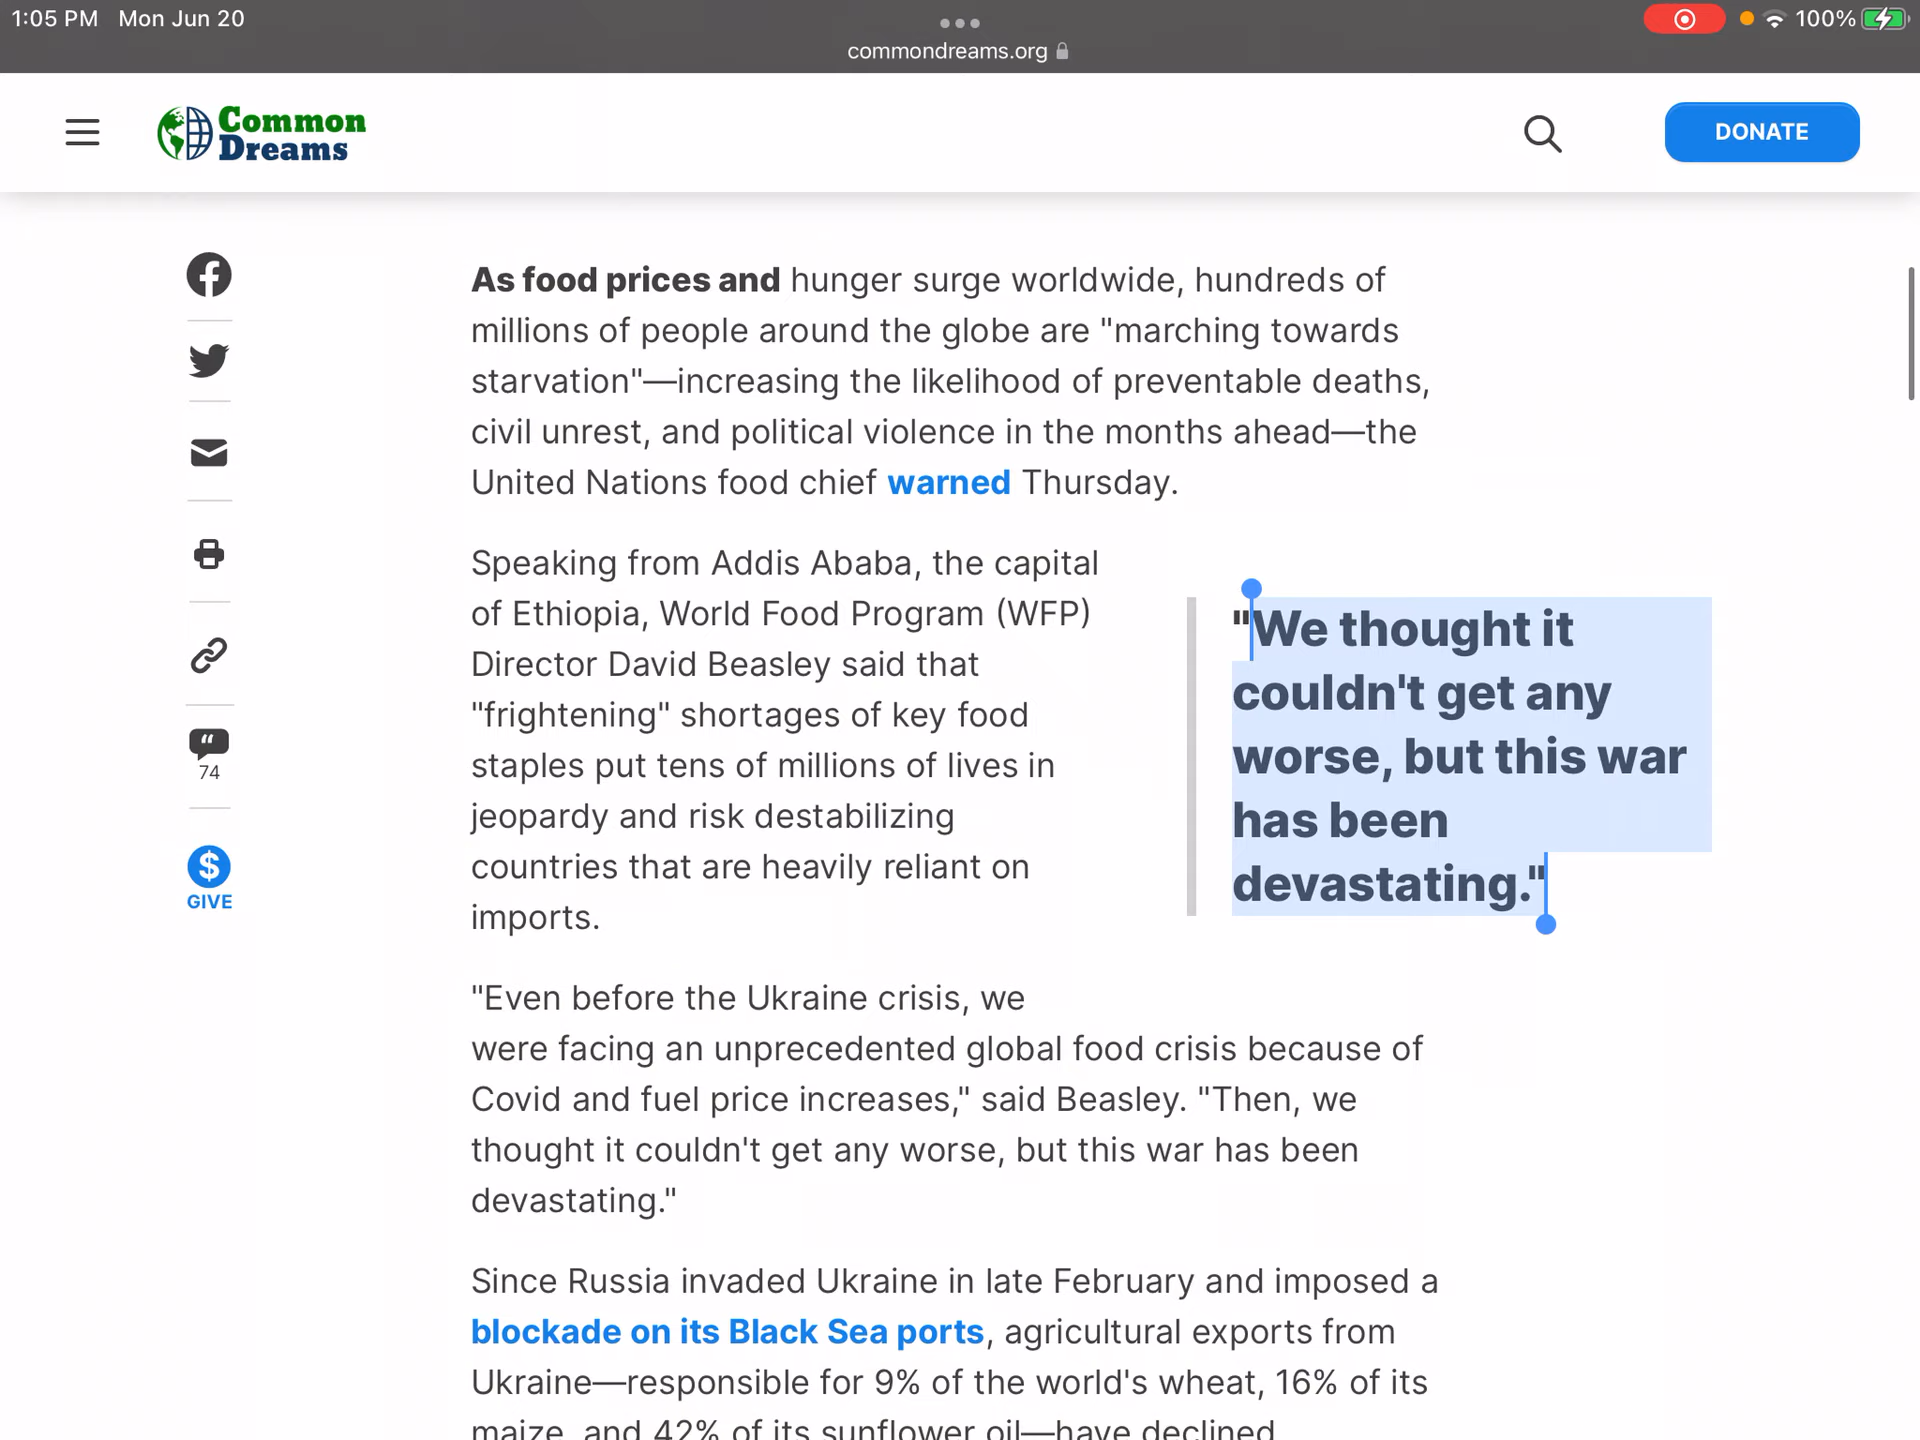 1:05 PM Mon Jun 20
100%
commondreams.org
Common
Dreams
DONATE
As food prices and hunger surge worldwide, hundreds of
millions of people around the globe are "marching towards
starvation"—increasing the likelihood of preventable deaths,
civil unrest, and political violence in the months ahead—the
United Nations food chief warned Thursday.
Speaking from Addis Ababa, the capital
of Ethiopia, World Food Program (WFP)
Director David Beasley said that
"frightening" shortages of key food
staples put tens of millions of lives in
jeopardy and risk destabilizing
countries that are heavily reliant on
imports.
"We thought it
couldn't get any
worse, but this war
has been
devastating."
74
GIVE
"Even before the Ukraine crisis, we
were facing an unprecedented global food crisis because of
Covid and fuel price increases," said Beasley. "Then, we
thought it couldn't get any worse, but this war has been
devastating."
Since Russia invaded Ukraine in late February and imposed a
blockade on its Black Sea ports, agricultural exports from
Ukraine—responsible for 9% of the world's wheat, 16% of its
maize, and 42% of its sunflower oil—have declined